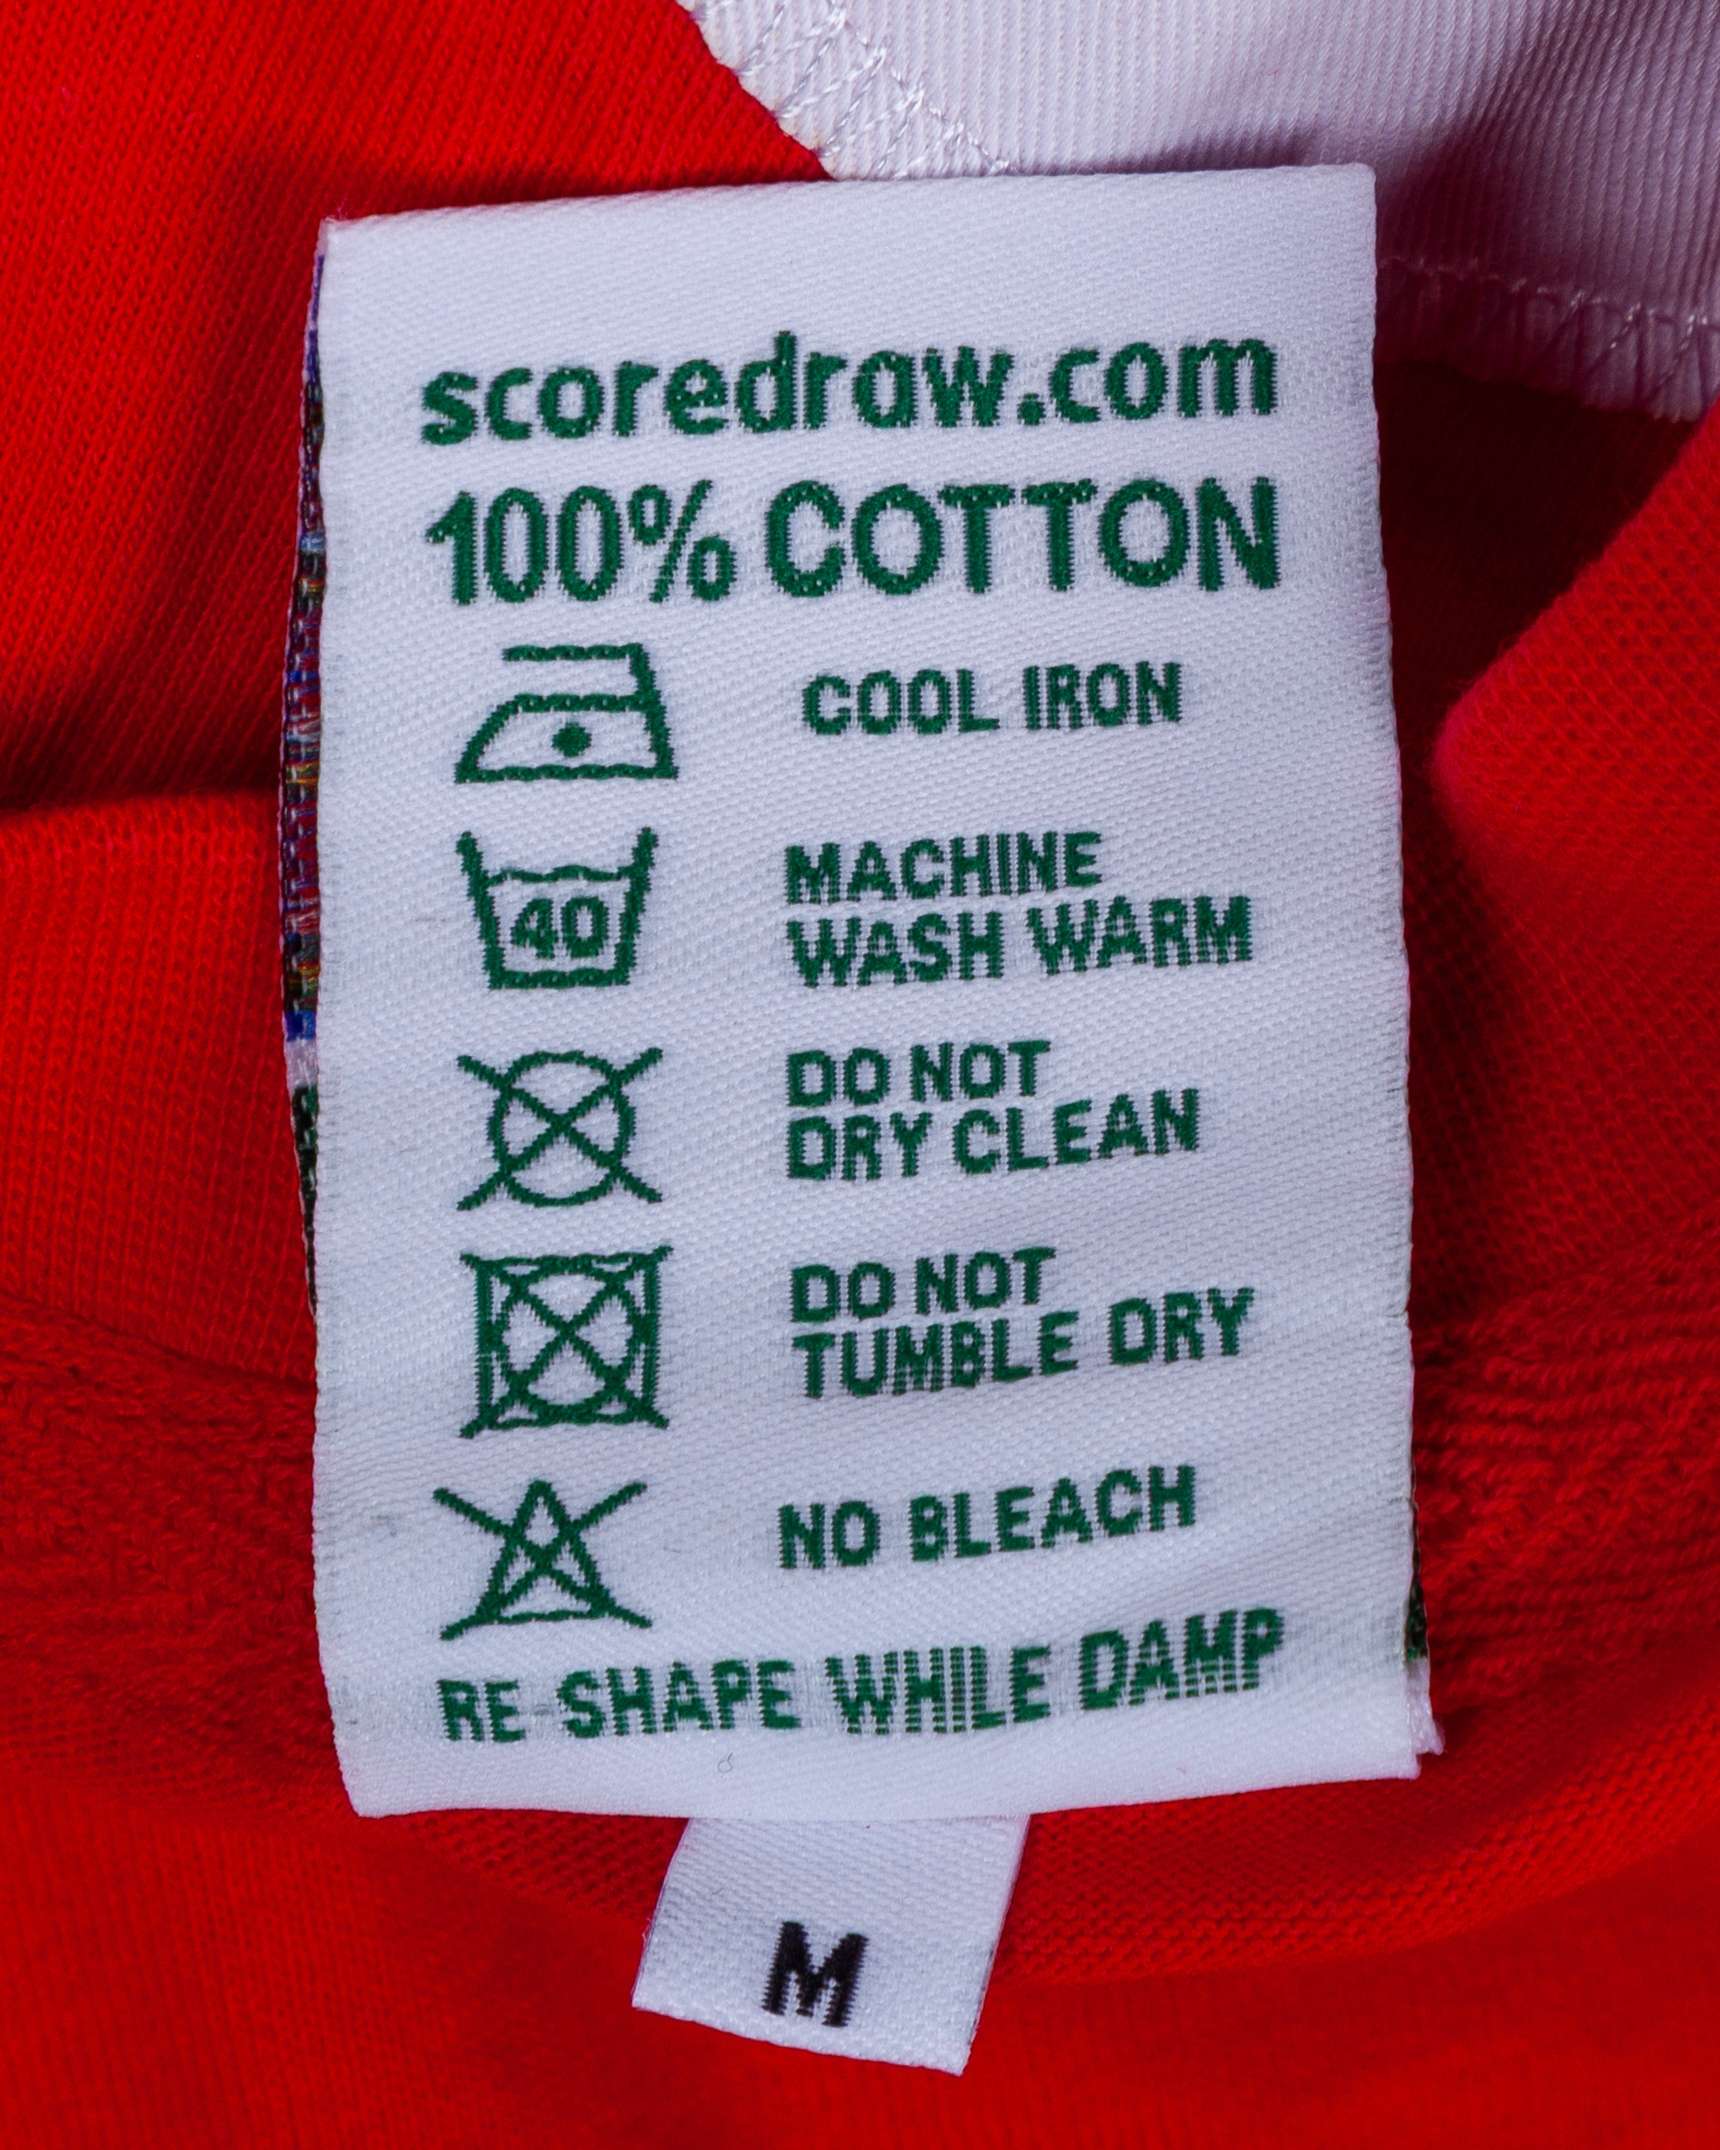 scoredraw.com
100% COTTON
COOL IRON
40
MACHINE
WASH WARM
DO NOT
DRY CLEAN
DO NOT
TUMBLE DRY
NO BLEACH
RE-SHAPE WHILE DAMP
M